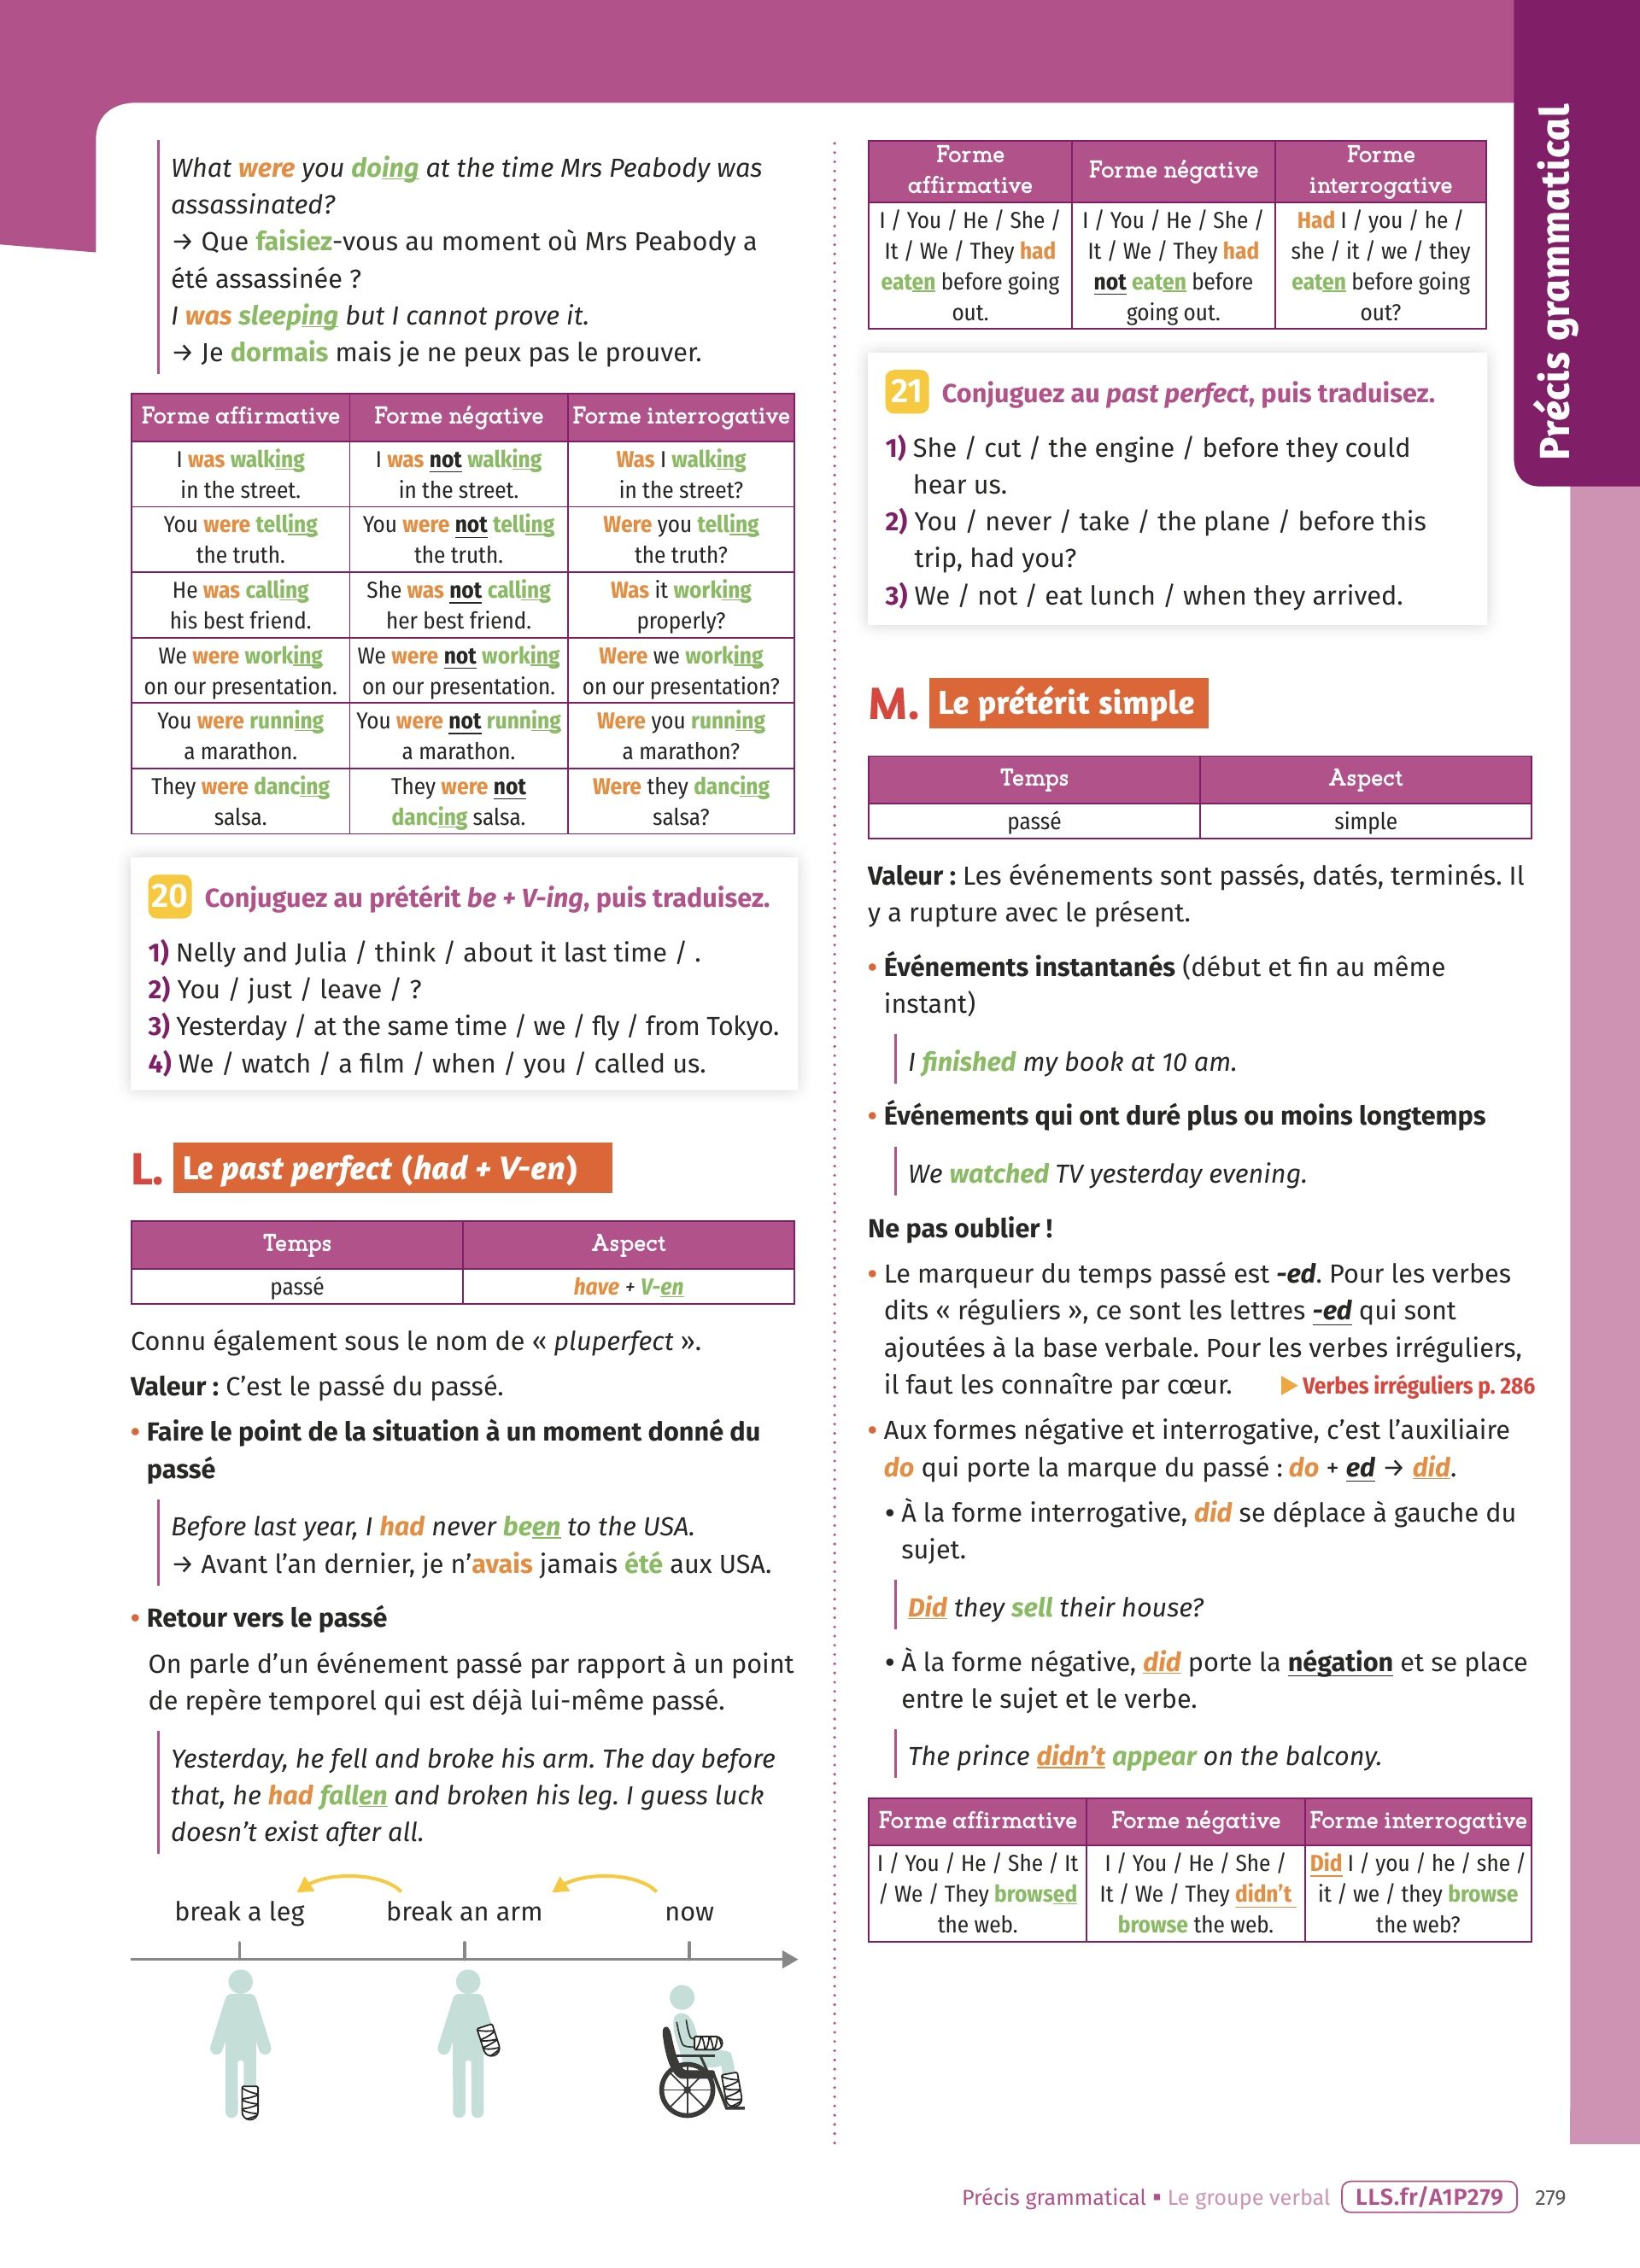 Précis grammatical
What were you doing at the time Mrs Peabody was
assassinated?
→ Que faisiez-vous au moment où Mrs Peabody a
été assassinée ?
I was sleeping but I cannot prove it.
→ Je dormais mais je ne peux pas le prouver.
Forme affirmative Forme négative Forme interrogative
I was walking I was not walking Was I walking
in the street. in the street. in the street?
You were telling You were not telling Were you telling
the truth. the truth. the truth?
He was calling She was not calling Was it working
his best friend. her best friend. properly?
We were working We were not working Were we working
on our presentation. on our presentation. on our presentation?
You were running You were not running Were you running
a marathon. a marathon. a marathon?
They were dancing They were not Were they dancing
salsa. dancing salsa. salsa?
20 Conjuguez au prétérit be + V-ing, puis traduisez.
1) Nelly and Julia / think / about it last time / .
2) You / just / leave / ?
3) Yesterday / at the same time / we / fly / from Tokyo.
4) We / watch / a film / when / you / called us.
L. Le past perfect (had + V-en)
Temps Aspect
passé have + V-en
Connu également sous le nom de « pluperfect ».
Valeur : C’est le passé du passé.
• Faire le point de la situation à un moment donné du
passé
Before last year, I had never been to the USA.
→ Avant l’an dernier, je n’avais jamais été aux USA.
• Retour vers le passé
On parle d’un événement passé par rapport à un point
de repère temporel qui est déjà lui-même passé.
Yesterday, he fell and broke his arm. The day before
that, he had fallen and broken his leg. I guess luck
doesn’t exist after all.
break a leg break an arm now
Forme Forme négative Forme
affirmative interrogative
I / You / He / She / I / You / He / She / Had I / you / he /
It / We / They had It / We / They had she / it / we / they
eaten before going not eaten before eaten before going
out. going out. out?
21 Conjuguez au past perfect, puis traduisez.
1) She / cut / the engine / before they could
hear us.
2) You / never / take / the plane / before this
trip, had you?
3) We / not / eat lunch / when they arrived.
M. Le prétérit simple
Temps Aspect
passé simple
Valeur : Les événements sont passés, datés, terminés. Il
y a rupture avec le présent.
• Événements instantanés (début et fin au même
instant)
I finished my book at 10 am.
• Événements qui ont duré plus ou moins longtemps
We watched TV yesterday evening.
Ne pas oublier !
• Le marqueur du temps passé est -ed. Pour les verbes
dits « réguliers », ce sont les lettres -ed qui sont
ajoutées à la base verbale. Pour les verbes irréguliers,
il faut les connaître par cœur. ▶ Verbes irréguliers p. 286
• Aux formes négative et interrogative, c’est l’auxiliaire
do qui porte la marque du passé : do + ed → did.
• À la forme interrogative, did se déplace à gauche du
sujet.
Did they sell their house?
• À la forme négative, did porte la négation et se place
entre le sujet et le verbe.
The prince didn’t appear on the balcony.
Forme affirmative Forme négative Forme interrogative
I / You / He / She / It I / You / He / She / Did I / you / he / she /
/ We / They browsed It / We / They didn’t it / we / they browse
the web. browse the web. the web?
Précis grammatical ▪ Le groupe verbal LLS.fr/A1P279 279